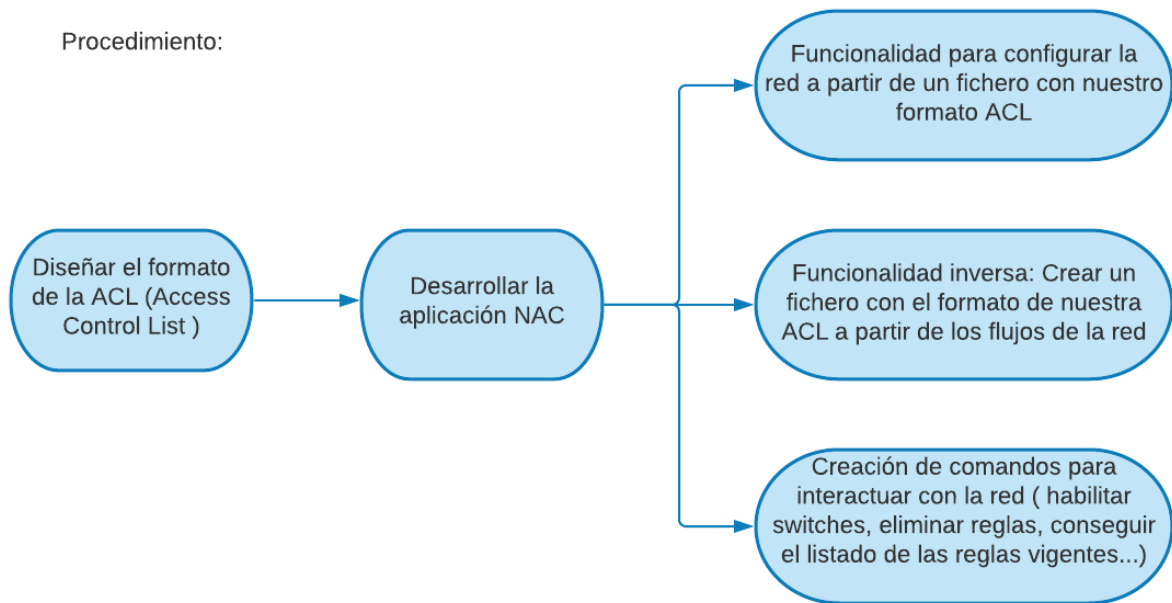 Procedimiento:
Diseñar el formato
de la ACL (Access
Control List )
Desarrollar la
aplicación NAC
Funcionalidad para configurar la
red a partir de un fichero con nuestro
formato ACL
Funcionalidad inversa: Crear un
fichero con el formato de nuestra
ACL a partir de los flujos de la red
Creación de comandos para
interactuar con la red ( habilitar
switches, eliminar reglas, conseguir
el listado de las reglas vigentes...)